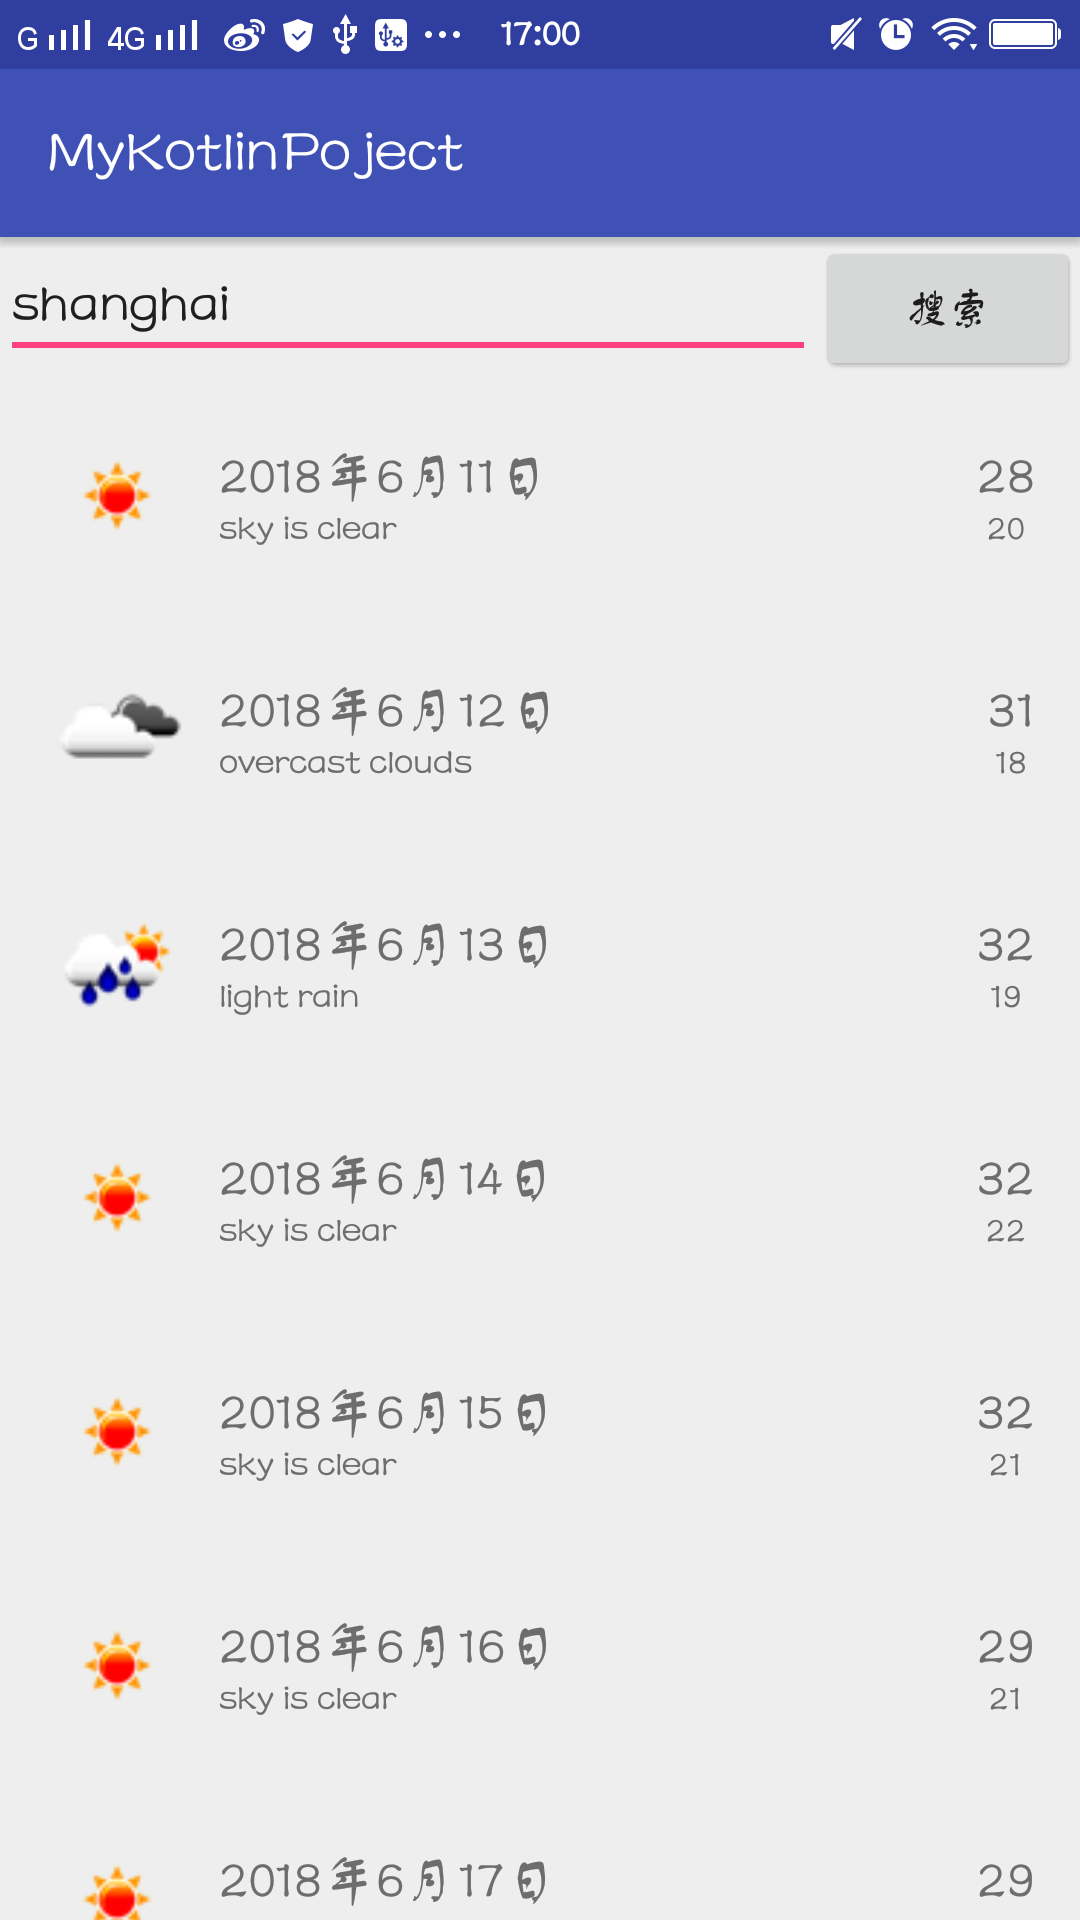 G 4G 17:00
MyKotlinPoject
shanghai 搜索
2018年6月11日 28
sky is clear 20
2018年6月12日 31
overcast clouds 18
2018年6月13日 32
light rain 19
2018年6月14日 32
sky is clear 22
2018年6月15日 32
sky is clear 21
2018年6月16日 29
sky is clear 21
2018年6月17日 29